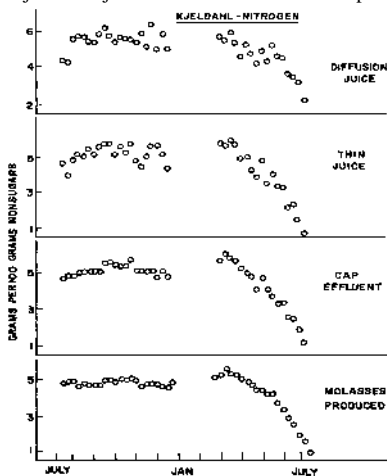 KJELDAHL-NITROGEN
6
4
2
DIFFUSION
JUICE
5
3
1
THIN
JUICE
5
3
1
CAP
EFFLUENT
5
3
1
MOLASSES
PRODUCED
GRAMS PER 100 GRAMS NONSUGARS
JULY
JAN
JULY